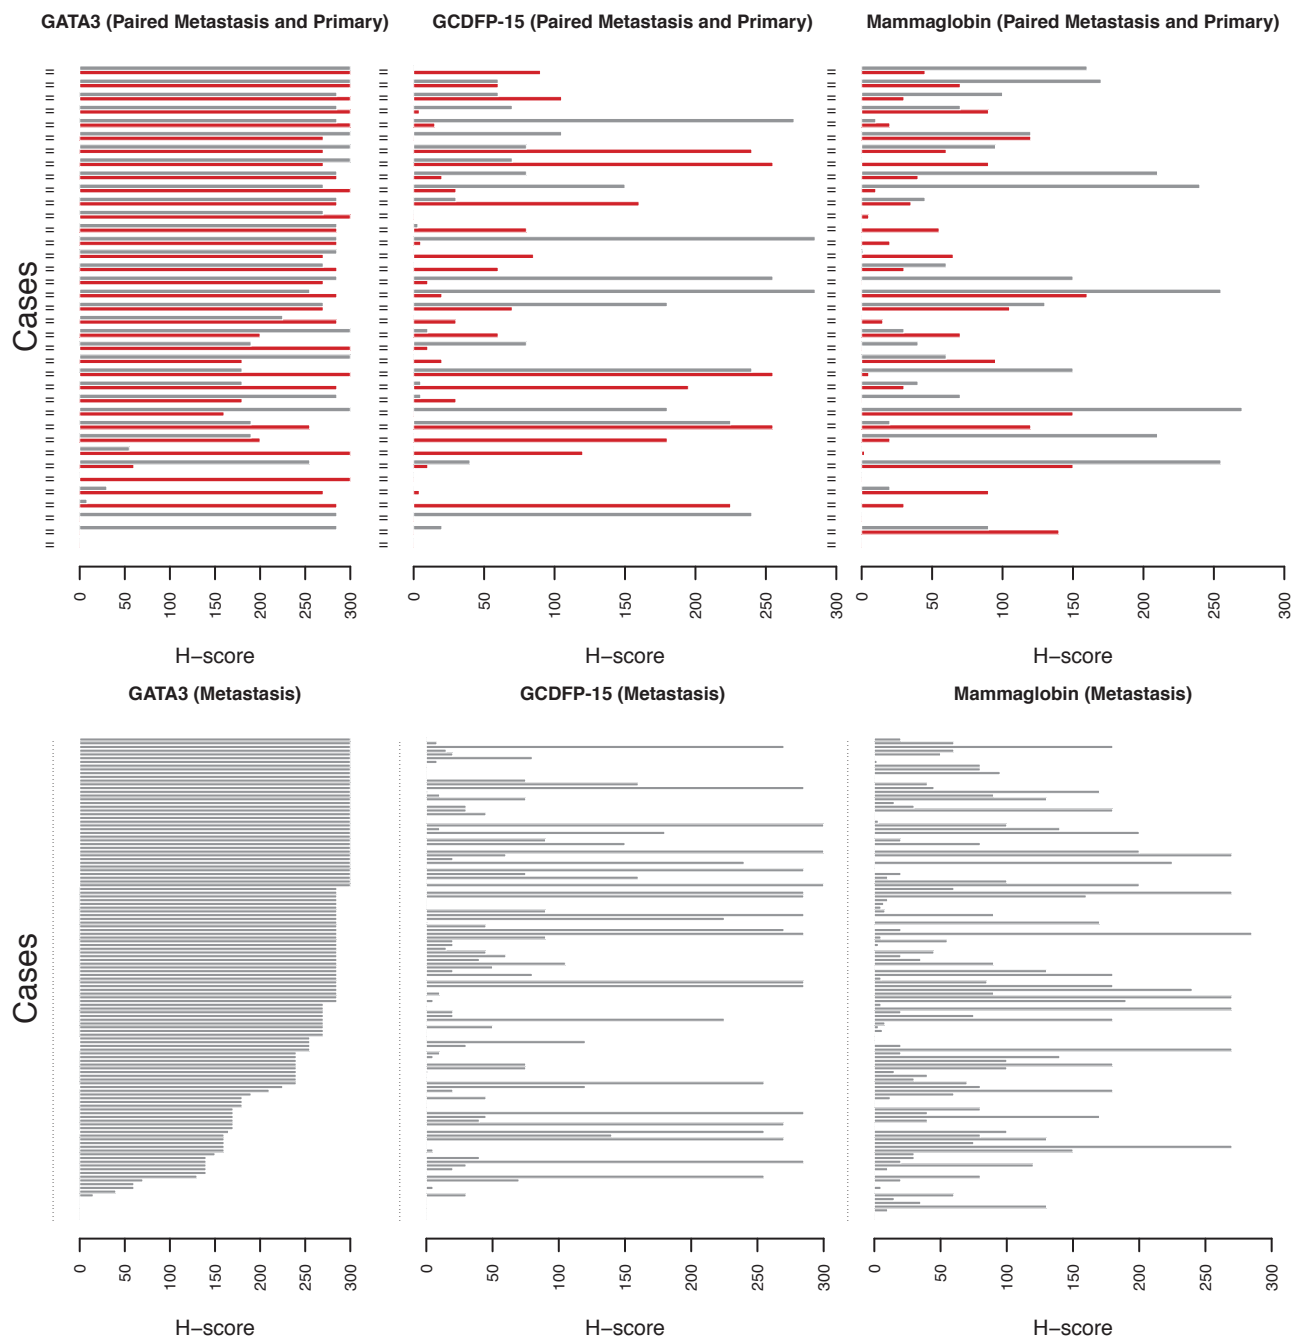 GATA3 (Paired Metastasis and Primary)
GCDFP-15 (Paired Metastasis and Primary)
Mammaglobin (Paired Metastasis and Primary)
Cases
0 50 100 150 200 250 300
0 50 100 150 200 250 300
0 50 100 150 200 250 300
H-score
H-score
H-score
GATA3 (Metastasis)
GCDFP-15 (Metastasis)
Mammaglobin (Metastasis)
Cases
0 50 100 150 200 250 300
0 50 100 150 200 250 300
0 50 100 150 200 250 300
H-score
H-score
H-score